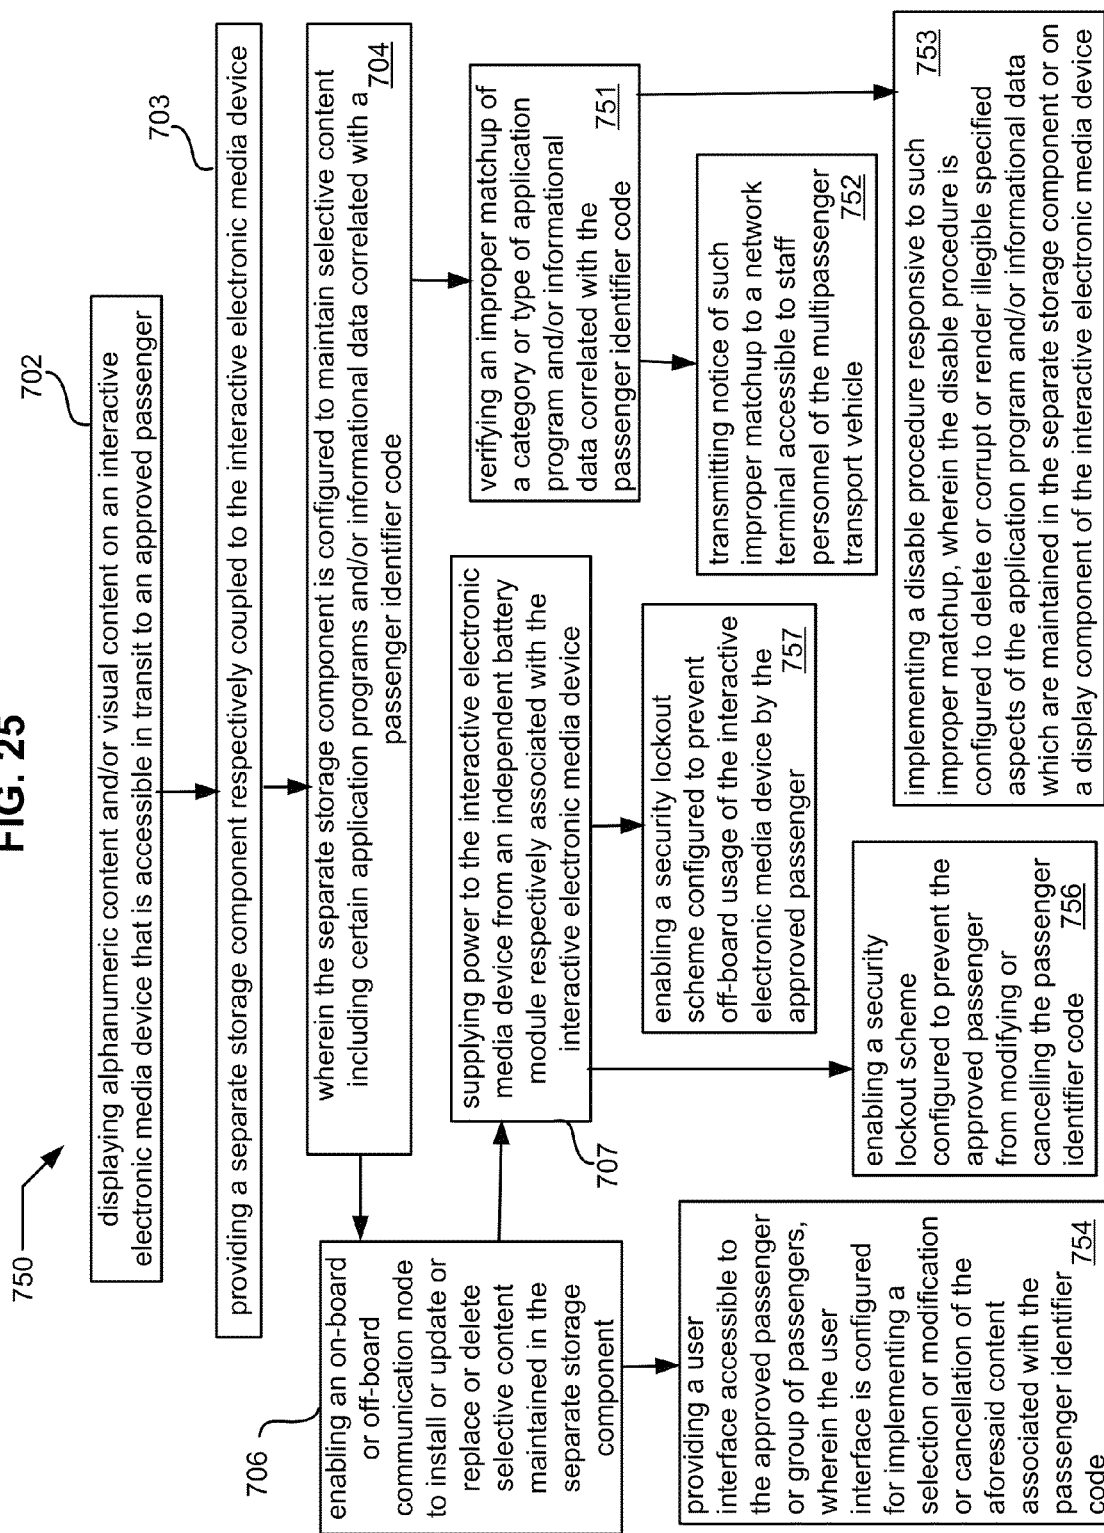 FIG. 25
750
702
displaying alphanumeric content and/or visual content on an interactive
electronic media device that is accessible in transit to an approved passenger
703
providing a separate storage component respectively coupled to the interactive electronic media device
wherein the separate storage component is configured to maintain selective content
including certain application programs and/or informational data correlated with a
passenger identifier code
704
706
enabling an on-board
or off-board
communication node
to install or update or
replace or delete
selective content
maintained in the
separate storage
component
supplying power to the interactive electronic
media device from an independent battery
module respectively associated with the
interactive electronic media device
707
verifying an improper matchup of
a category or type of application
program and/or informational
data correlated with the
passenger identifier code
751
transmitting notice of such
improper matchup to a network
terminal accessible to staff
personnel of the multipassenger
transport vehicle
752
enabling a security lockout
scheme configured to prevent
off-board usage of the interactive
electronic media device by the
approved passenger
757
providing a user
interface accessible to
the approved passenger
or group of passengers,
wherein the user
interface is configured
for implementing a
selection or modification
or cancellation of the
aforesaid content
associated with the
passenger identifier
code
754
enabling a security
lockout scheme
configured to prevent the
approved passenger
from modifying or
cancelling the passenger
identifier code
756
implementing a disable procedure responsive to such
improper matchup, wherein the disable procedure is
configured to delete or corrupt or render illegible specified
aspects of the application program and/or informational data
which are maintained in the separate storage component or on
a display component of the interactive electronic media device
753